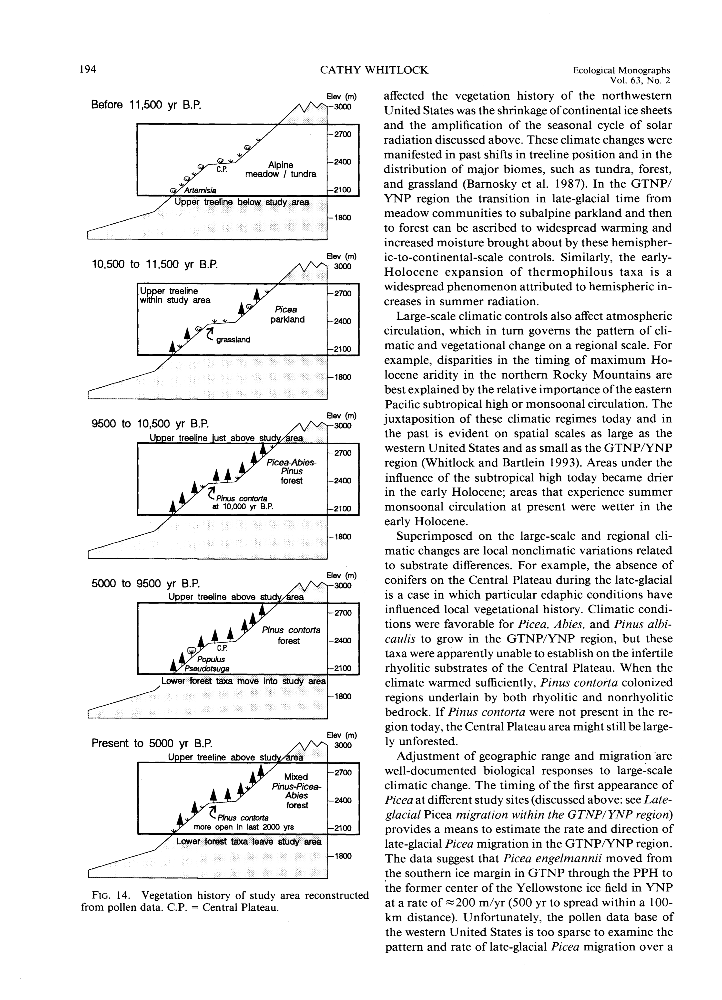 194
CATHY WHITLOCK
Ecological Monographs
Vol. 63, No. 2
Before 11,500 yr B.P.
Elev (m)
3000
2700
2400
C.P.
Alpine
meadow / tundra
2100
Artemisia
Upper treeline below study area
1800
10,500 to 11,500 yr B.P.
Elev (m)
3000
Upper treeline
within study area
2700
Picea
parkland
2400
grassland
2100
1800
9500 to 10,500 yr B.P.
Elev (m)
3000
Upper treeline just above study area
2700
Picea-Abies-
Pinus
forest
2400
Pinus contorta
at 10,000 yr B.P.
2100
1800
5000 to 9500 yr B.P.
Elev (m)
3000
Upper treeline above study area
2700
Pinus contorta
forest
2400
C.P.
Populus
Pseudotsuga
2100
Lower forest taxa move into study area
1800
Present to 5000 yr B.P.
Elev (m)
3000
Upper treeline above study area
2700
Mixed
Pinus-Picea-
Abies
forest
2400
Pinus contorta
more open in last 2000 yrs
2100
Lower forest taxa leave study area
1800
FIG. 14. Vegetation history of study area reconstructed
from pollen data. C.P. = Central Plateau.
affected the vegetation history of the northwestern
United States was the shrinkage of continental ice sheets
and the amplification of the seasonal cycle of solar
radiation discussed above. These climate changes were
manifested in past shifts in treeline position and in the
distribution of major biomes, such as tundra, forest,
and grassland (Barnosky et al. 1987). In the GTNP/
YNP region the transition in late-glacial time from
meadow communities to subalpine parkland and then
to forest can be ascribed to widespread warming and
increased moisture brought about by these hemispher-
ic-to-continental-scale controls. Similarly, the early-
Holocene expansion of thermophilous taxa is a
widespread phenomenon attributed to hemispheric in-
creases in summer radiation.
Large-scale climatic controls also affect atmospheric
circulation, which in turn governs the pattern of cli-
matic and vegetational change on a regional scale. For
example, disparities in the timing of maximum Ho-
locene aridity in the northern Rocky Mountains are
best explained by the relative importance of the eastern
Pacific subtropical high or monsoonal circulation. The
juxtaposition of these climatic regimes today and in
the past is evident on spatial scales as large as the
western United States and as small as the GTNP/YNP
region (Whitlock and Bartlein 1993). Areas under the
influence of the subtropical high today became drier
in the early Holocene; areas that experience summer
monsoonal circulation at present were wetter in the
early Holocene.
Superimposed on the large-scale and regional cli-
matic changes are local nonclimatic variations related
to substrate differences. For example, the absence of
conifers on the Central Plateau during the late-glacial
is a case in which particular edaphic conditions have
influenced local vegetational history. Climatic condi-
tions were favorable for Picea, Abies, and Pinus albi-
caulis to grow in the GTNP/YNP region, but these
taxa were apparently unable to establish on the infertile
rhyolitic substrates of the Central Plateau. When the
climate warmed sufficiently, Pinus contorta colonized
regions underlain by both rhyolitic and nonrhyolitic
bedrock. If Pinus contorta were not present in the re-
gion today, the Central Plateau area might still be large-
ly unforested.
Adjustment of geographic range and migration are
well-documented biological responses to large-scale
climatic change. The timing of the first appearance of
Picea at different study sites (discussed above: see Late-
glacial Picea migration within the GTNP/YNP region)
provides a means to estimate the rate and direction of
late-glacial Picea migration in the GTNP/YNP region.
The data suggest that Picea engelmannii moved from
the southern ice margin in GTNP through the PPH to
the former center of the Yellowstone ice field in YNP
at a rate of ≈200 m/yr (500 yr to spread within a 100-
km distance). Unfortunately, the pollen data base of
the western United States is too sparse to examine the
pattern and rate of late-glacial Picea migration over a